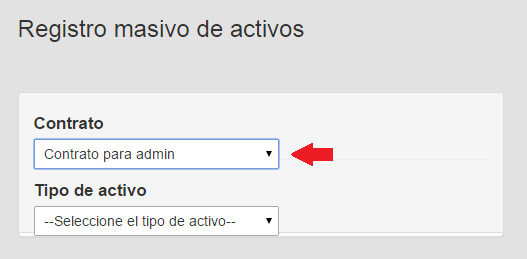 Registro masivo de activos
Contrato
Contrato para admin
Tipo de activo
--Seleccione el tipo de activo--